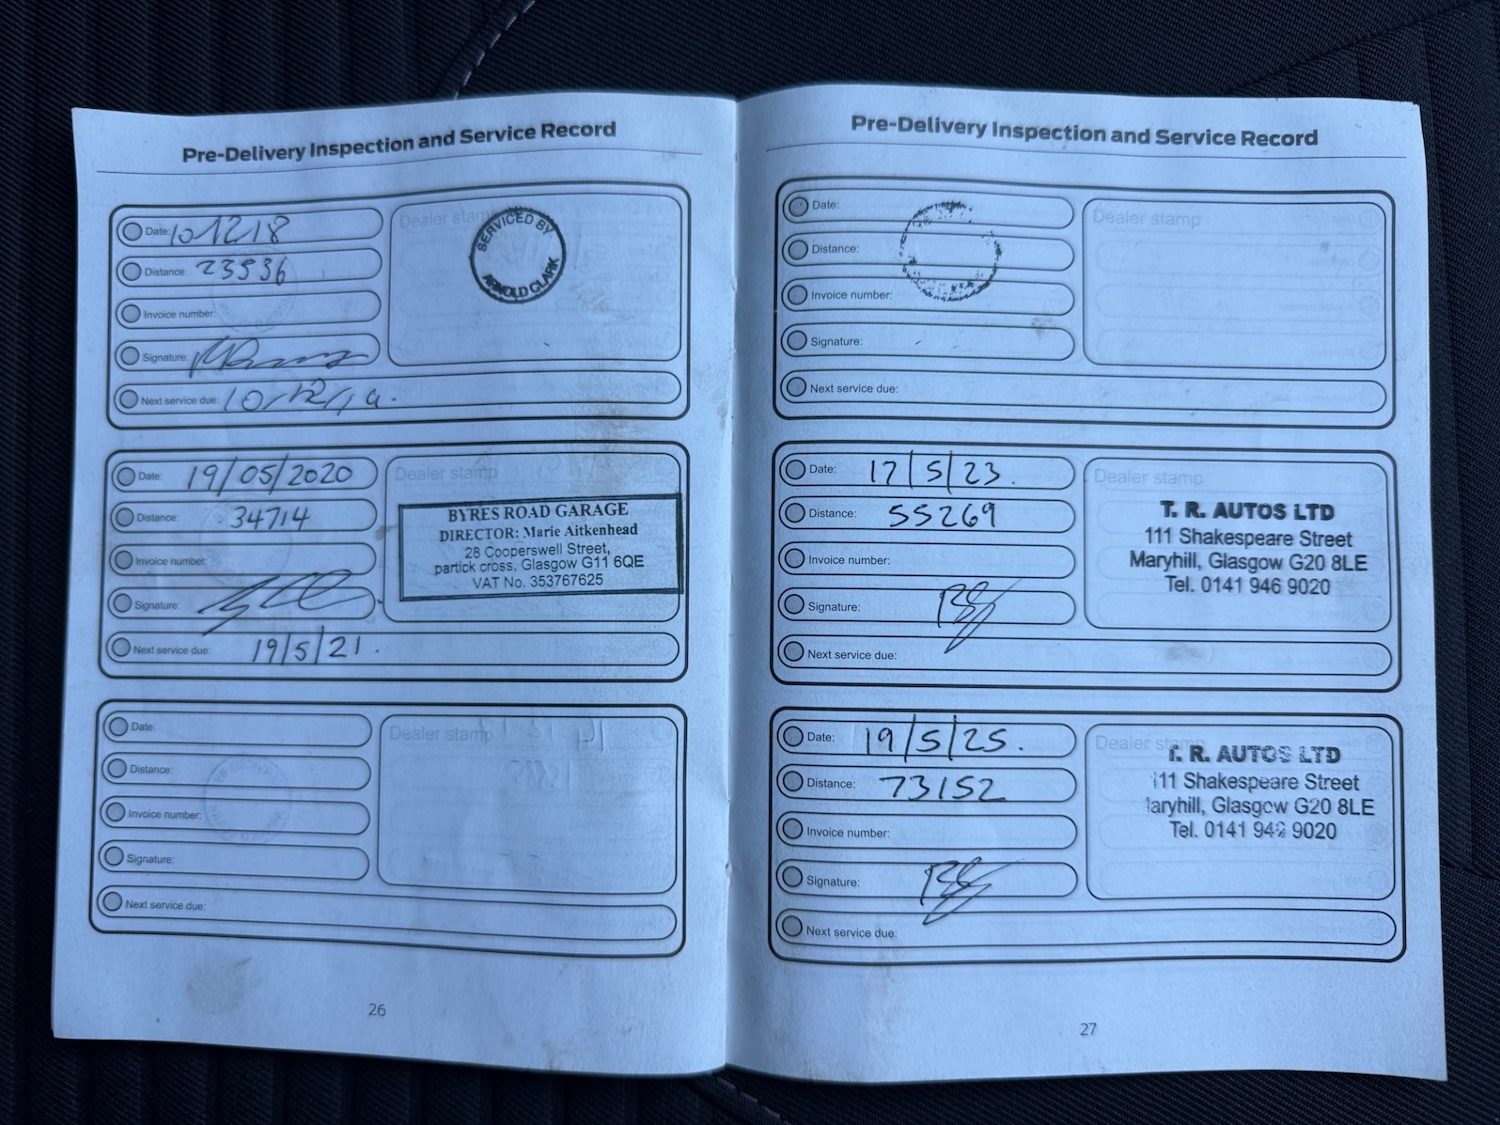 Pre-Delivery Inspection and Service Record
Date: 10 12 18
Dealer stamp
SERVICED BY
ARNOLD CLARK
Distance: 23536
Invoice number:
Signature:
Next service due: 10/12/19.
Date: 19/05/2020
Dealer stamp
Distance: 34714
Invoice number:
Signature:
Next service due: 19/5/21.
BYRES ROAD GARAGE
DIRECTOR: Marie Aitkenhead
28 Cooperswell Street,
partick cross, Glasgow G11 6QE
VAT No. 353767625
Date:
Dealer stamp
Distance:
Invoice number:
Signature:
Next service due:
26
Pre-Delivery Inspection and Service Record
Date:
Dealer stamp
Distance:
Invoice number:
Signature:
Next service due:
Date: 17/5/23.
Dealer stamp
Distance: 55269
Invoice number:
Signature:
Next service due:
T. R. AUTOS LTD
111 Shakespeare Street
Maryhill, Glasgow G20 8LE
Tel. 0141 946 9020
Date: 19/5/25.
Dealer stamp
Distance: 73152
Invoice number:
Signature:
Next service due:
T. R. AUTOS LTD
111 Shakespeare Street
aryhill, Glasgow G20 8LE
Tel. 0141 946 9020
27